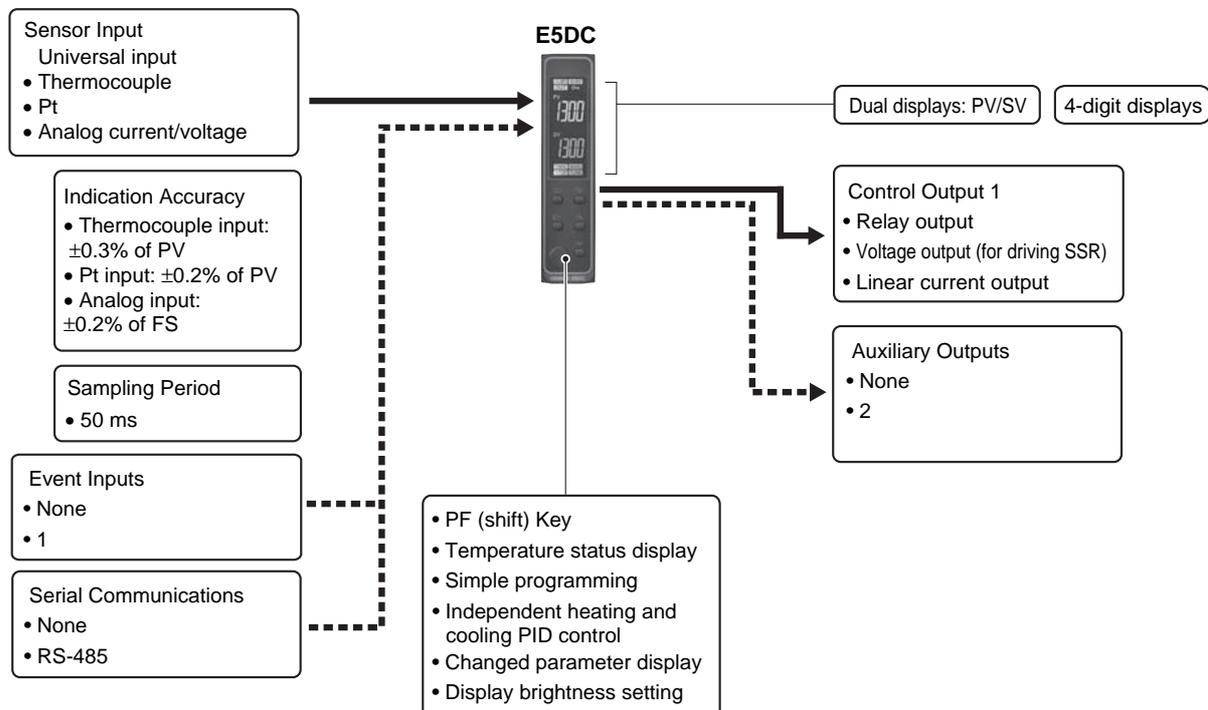 Sensor Input
Universal input
• Thermocouple
• Pt
• Analog current/voltage
Indication Accuracy
• Thermocouple input:
±0.3% of PV
• Pt input: ±0.2% of PV
• Analog input:
±0.2% of FS
Sampling Period
• 50 ms
Event Inputs
• None
• 1
Serial Communications
• None
• RS-485
E5DC
PV
1300
SV
1300
• PF (shift) Key
• Temperature status display
• Simple programming
• Independent heating and
cooling PID control
• Changed parameter display
• Display brightness setting
Dual displays: PV/SV
4-digit displays
Control Output 1
• Relay output
• Voltage output (for driving SSR)
• Linear current output
Auxiliary Outputs
• None
• 2